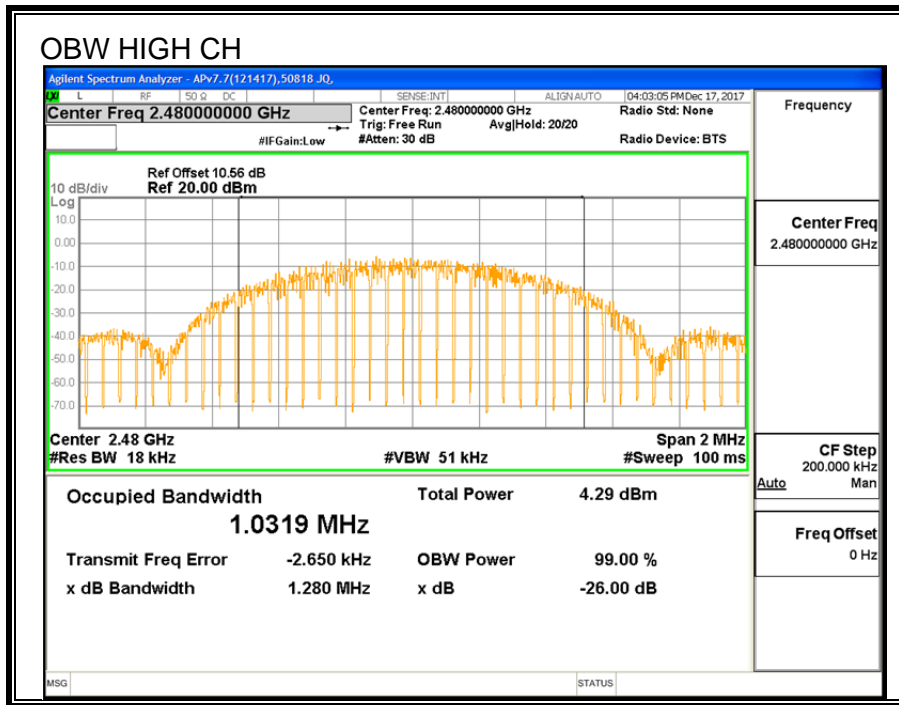 OBW HIGH CH
Agilent Spectrum Analyzer - APv7.7(121417),50818 JQ,
LXI L RF 50 Ω DC SENSE:INT ALIGN AUTO 04:03:05 PM Dec 17, 2017
Center Freq 2.480000000 GHz
Center Freq: 2.480000000 GHz Radio Std: None
Trig: Free Run Avg|Hold: 20/20
#IFGain:Low #Atten: 30 dB Radio Device: BTS
Frequency
Ref Offset 10.56 dB
10 dB/div Ref 20.00 dBm
Log
10.0
0.00
-10.0
-20.0
-30.0
-40.0
-50.0
-60.0
-70.0
Center 2.48 GHz Span 2 MHz
#Res BW 18 kHz #VBW 51 kHz #Sweep 100 ms
Center Freq
2.480000000 GHz
CF Step
200.000 kHz
Auto Man
Freq Offset
0 Hz
Occupied Bandwidth Total Power 4.29 dBm
1.0319 MHz
Transmit Freq Error -2.650 kHz OBW Power 99.00 %
x dB Bandwidth 1.280 MHz x dB -26.00 dB
MSG STATUS